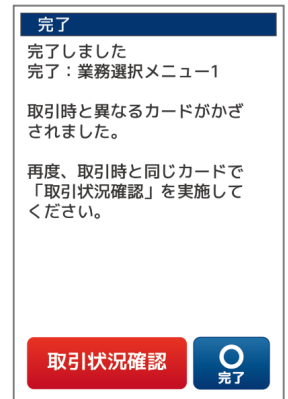 完了
完了しました
完了：業務選択メニュー1
取引時と異なるカードがかざ
されました。
再度、取引時と同じカードで
「取引状況確認」を実施して
ください。
取引状況確認
完了